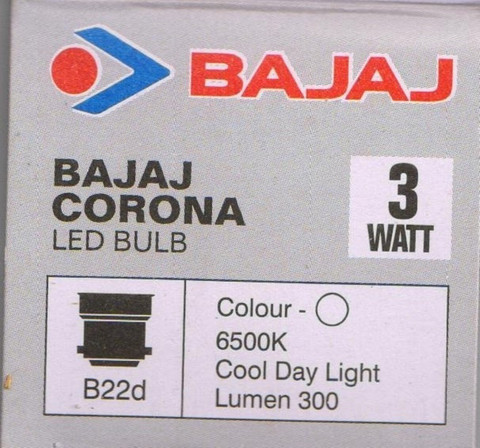 BAJAJ
BAJAJ
CORONA
LED BULB
3
WATT
B22d
Colour -
6500K
Cool Day Light
Lumen 300